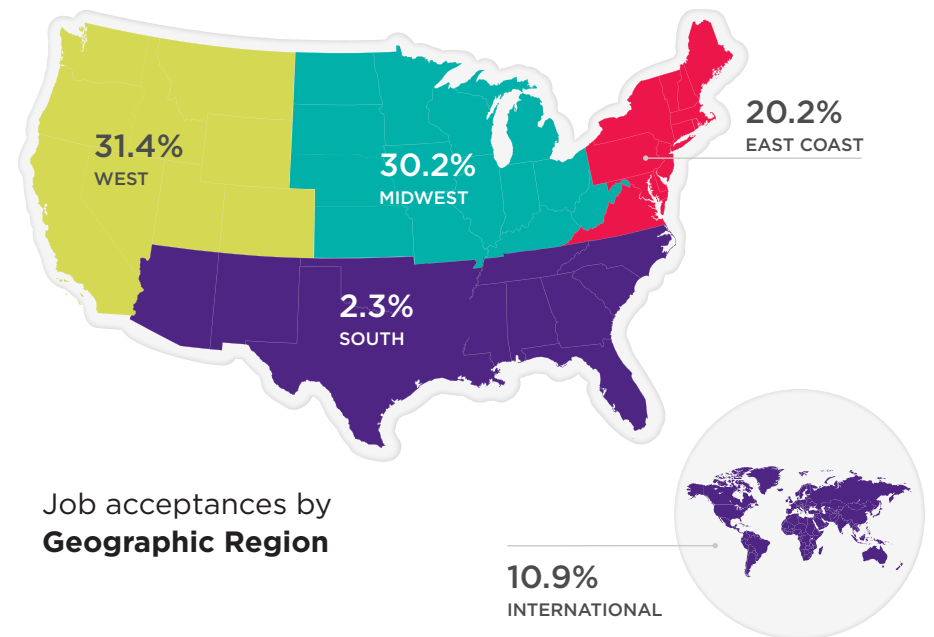 31.4%
WEST
30.2%
MIDWEST
20.2%
EAST COAST
2.3%
SOUTH
Job acceptances by
Geographic Region
10.9%
INTERNATIONAL